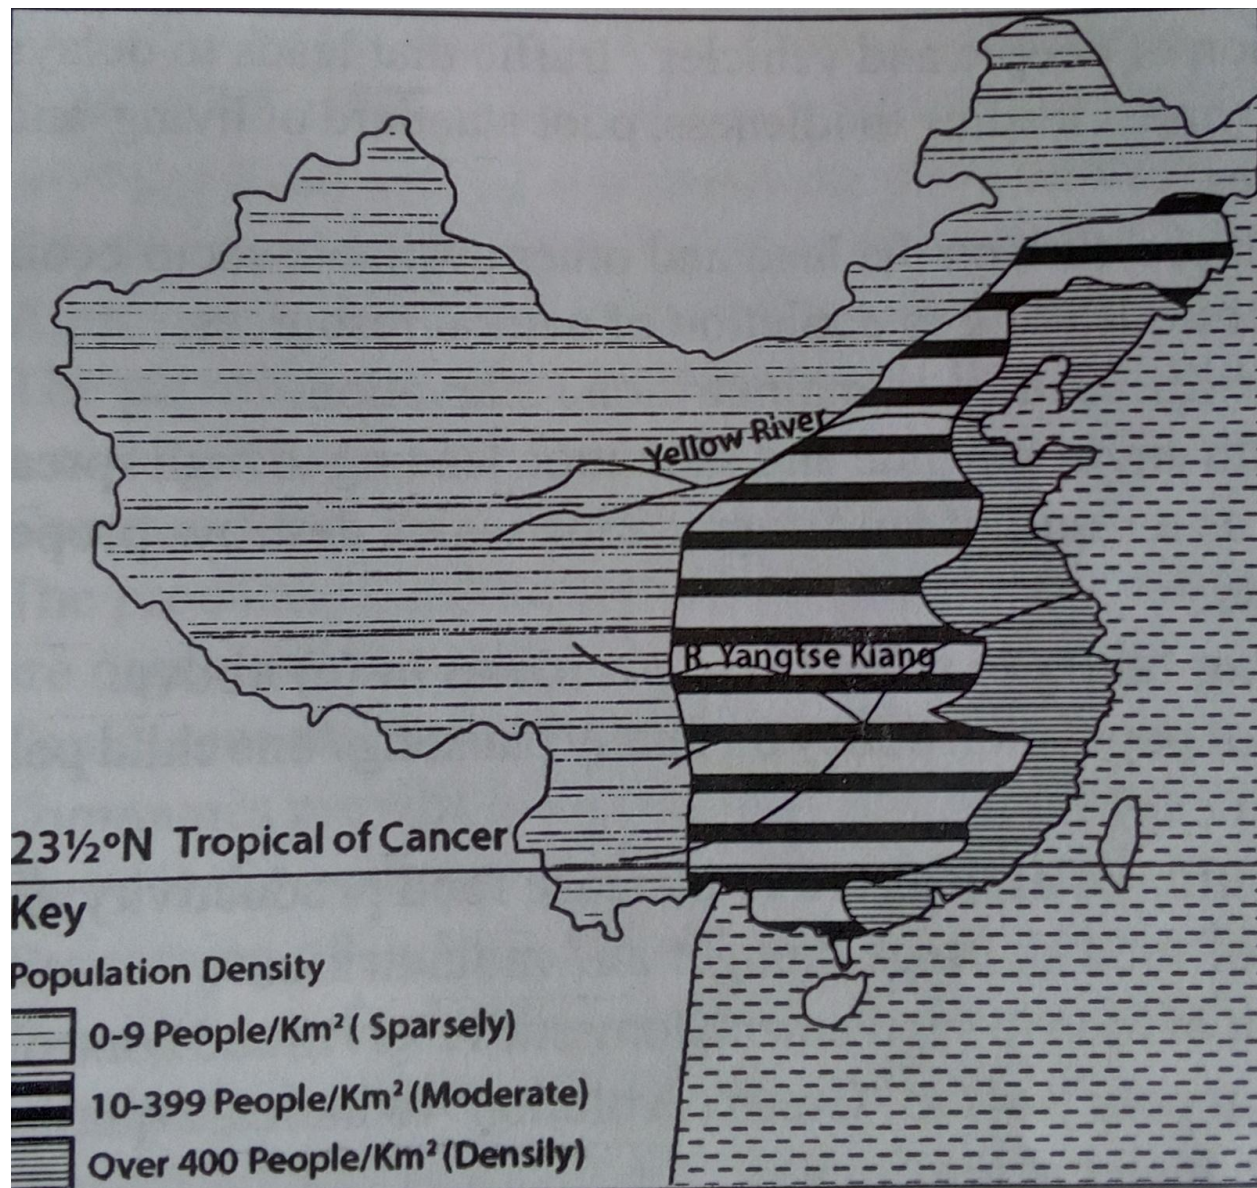 Yellow River
R. Yangtse Kiang
23½°N Tropical of Cancer
Key
Population Density
0-9 People/Km² ( Sparsely)
10-399 People/Km² (Moderate)
Over 400 People/Km² (Densily)